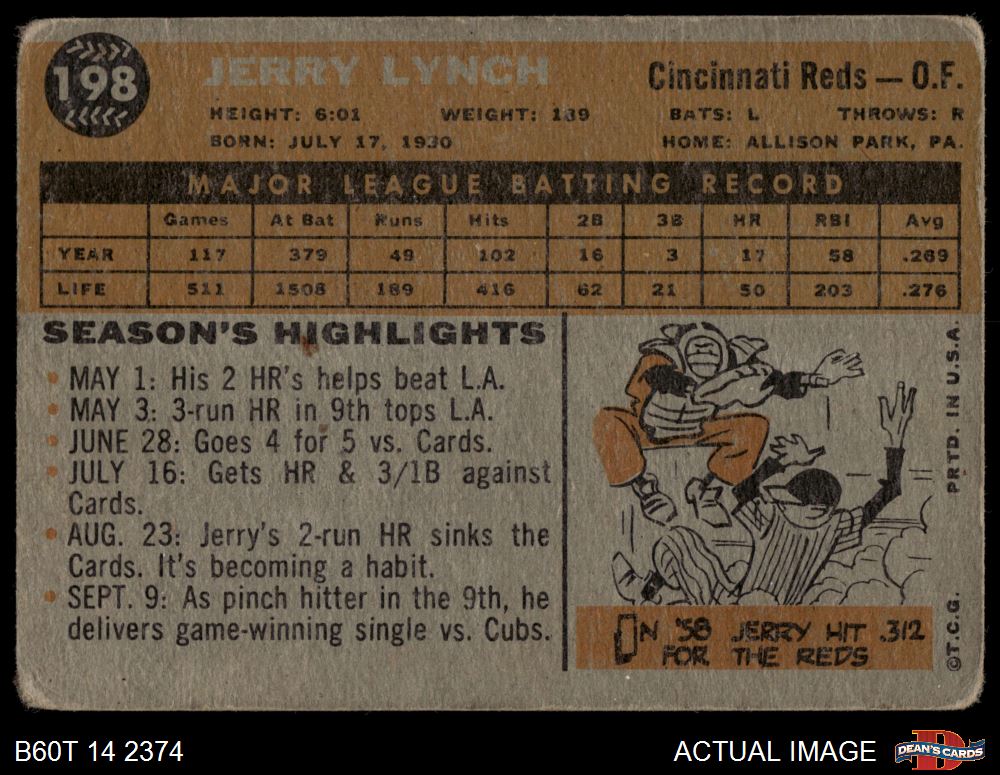 198
JERRY LYNCH
Cincinnati Reds — O.F.
HEIGHT: 6:01 WEIGHT: 189 BATS: L THROWS: R
BORN: JULY 17, 1930 HOME: ALLISON PARK, PA.
MAJOR LEAGUE BATTING RECORD
Games At Bat Runs Hits 2B 3B HR RBI Avg
YEAR 117 379 49 102 16 3 17 58 .269
LIFE 511 1508 189 416 62 21 50 203 .276
SEASON'S HIGHLIGHTS
• MAY 1: His 2 HR's helps beat L.A.
• MAY 3: 3-run HR in 9th tops L.A.
• JUNE 28: Goes 4 for 5 vs. Cards.
• JULY 16: Gets HR & 3/1B against
Cards.
• AUG. 23: Jerry's 2-run HR sinks the
Cards. It's becoming a habit.
• SEPT. 9: As pinch hitter in the 9th, he
delivers game-winning single vs. Cubs.
IN '58 JERRY HIT .312
FOR THE REDS
©T.C.G. PRTD. IN U.S.A.
B60T 14 2374
ACTUAL IMAGE
DEAN'S CARDS